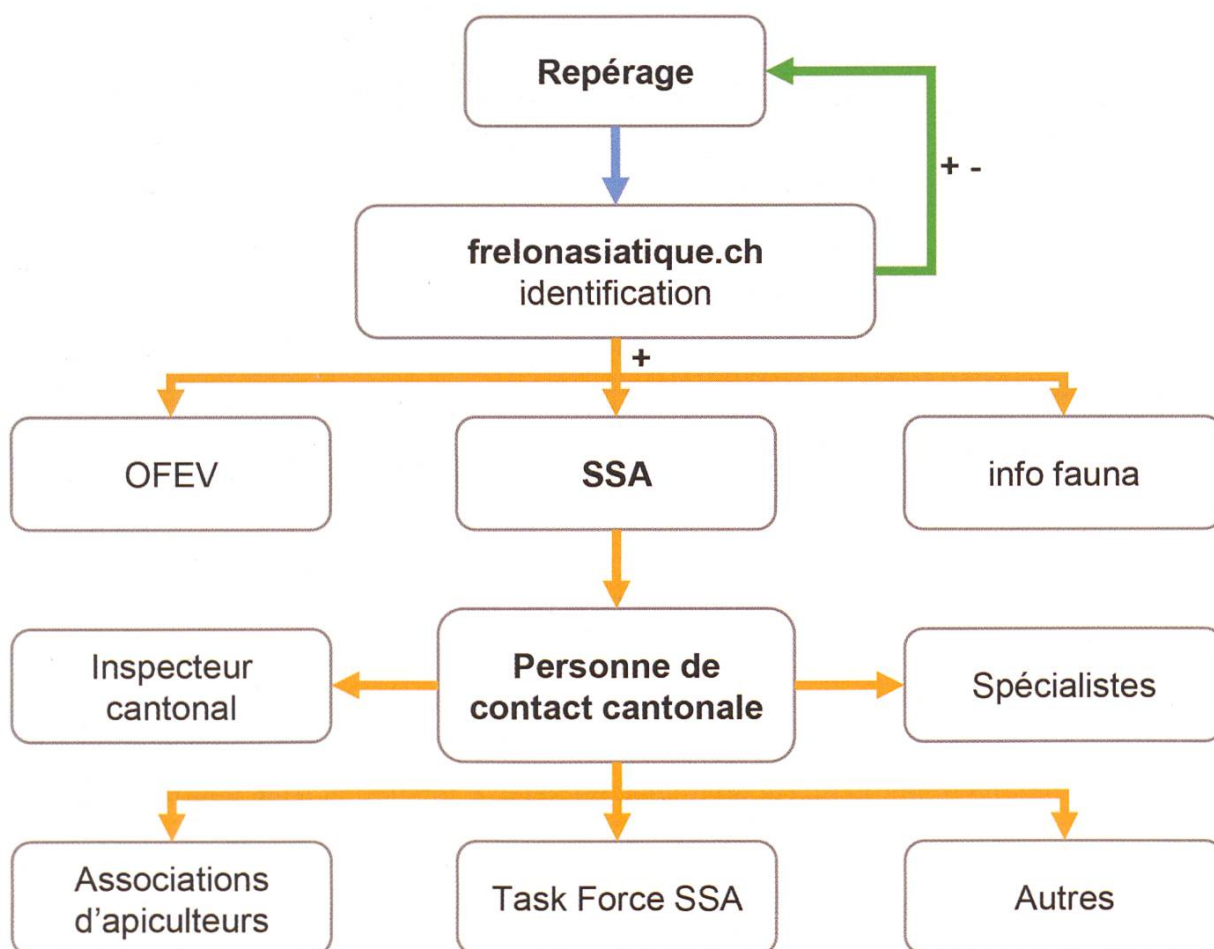 Repérage
+ -
frelonasiatique.ch
identification
+
OFEV
SSA
info fauna
Inspecteur
cantonal
Personne de
contact cantonale
Spécialistes
Associations
d'apiculteurs
Task Force SSA
Autres